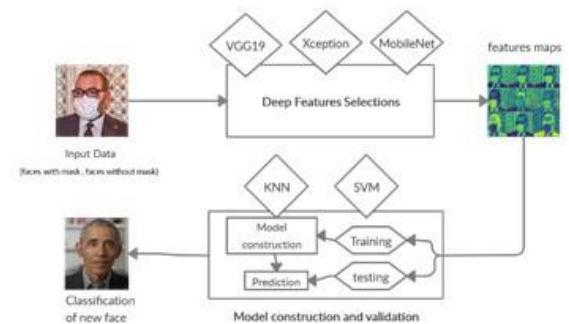 VGG19
Xception
MobileNet
features maps
Deep Features Selections
Input Data
(faces with mask , faces without mask)
KNN
SVM
Model
construction
Training
Prediction
testing
Classification
of new face
Model construction and validation